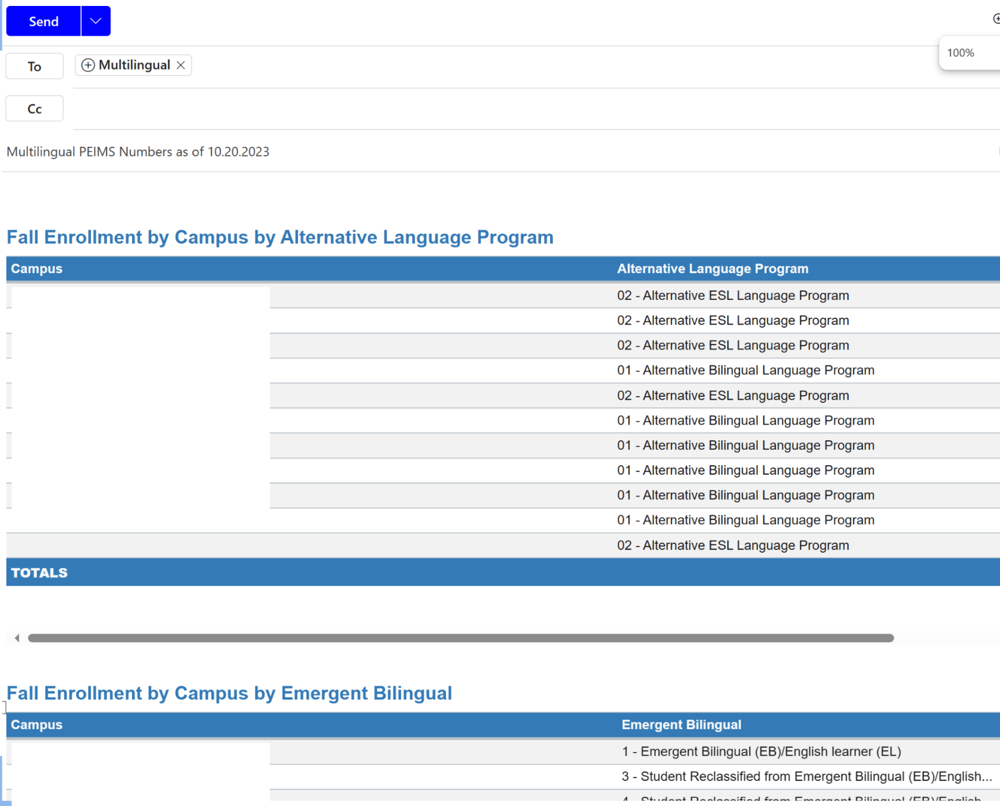 Send
100%
To
Multilingual
Cc
Multilingual PEIMS Numbers as of 10.20.2023
Fall Enrollment by Campus by Alternative Language Program
Campus Alternative Language Program
02 - Alternative ESL Language Program
02 - Alternative ESL Language Program
02 - Alternative ESL Language Program
01 - Alternative Bilingual Language Program
02 - Alternative ESL Language Program
01 - Alternative Bilingual Language Program
01 - Alternative Bilingual Language Program
01 - Alternative Bilingual Language Program
01 - Alternative Bilingual Language Program
01 - Alternative Bilingual Language Program
02 - Alternative ESL Language Program
TOTALS
Fall Enrollment by Campus by Emergent Bilingual
Campus Emergent Bilingual
1 - Emergent Bilingual (EB)/English learner (EL)
3 - Student Reclassified from Emergent Bilingual (EB)/English...
4 - Student Reclassified from Emergent Bilingual (EB)/English